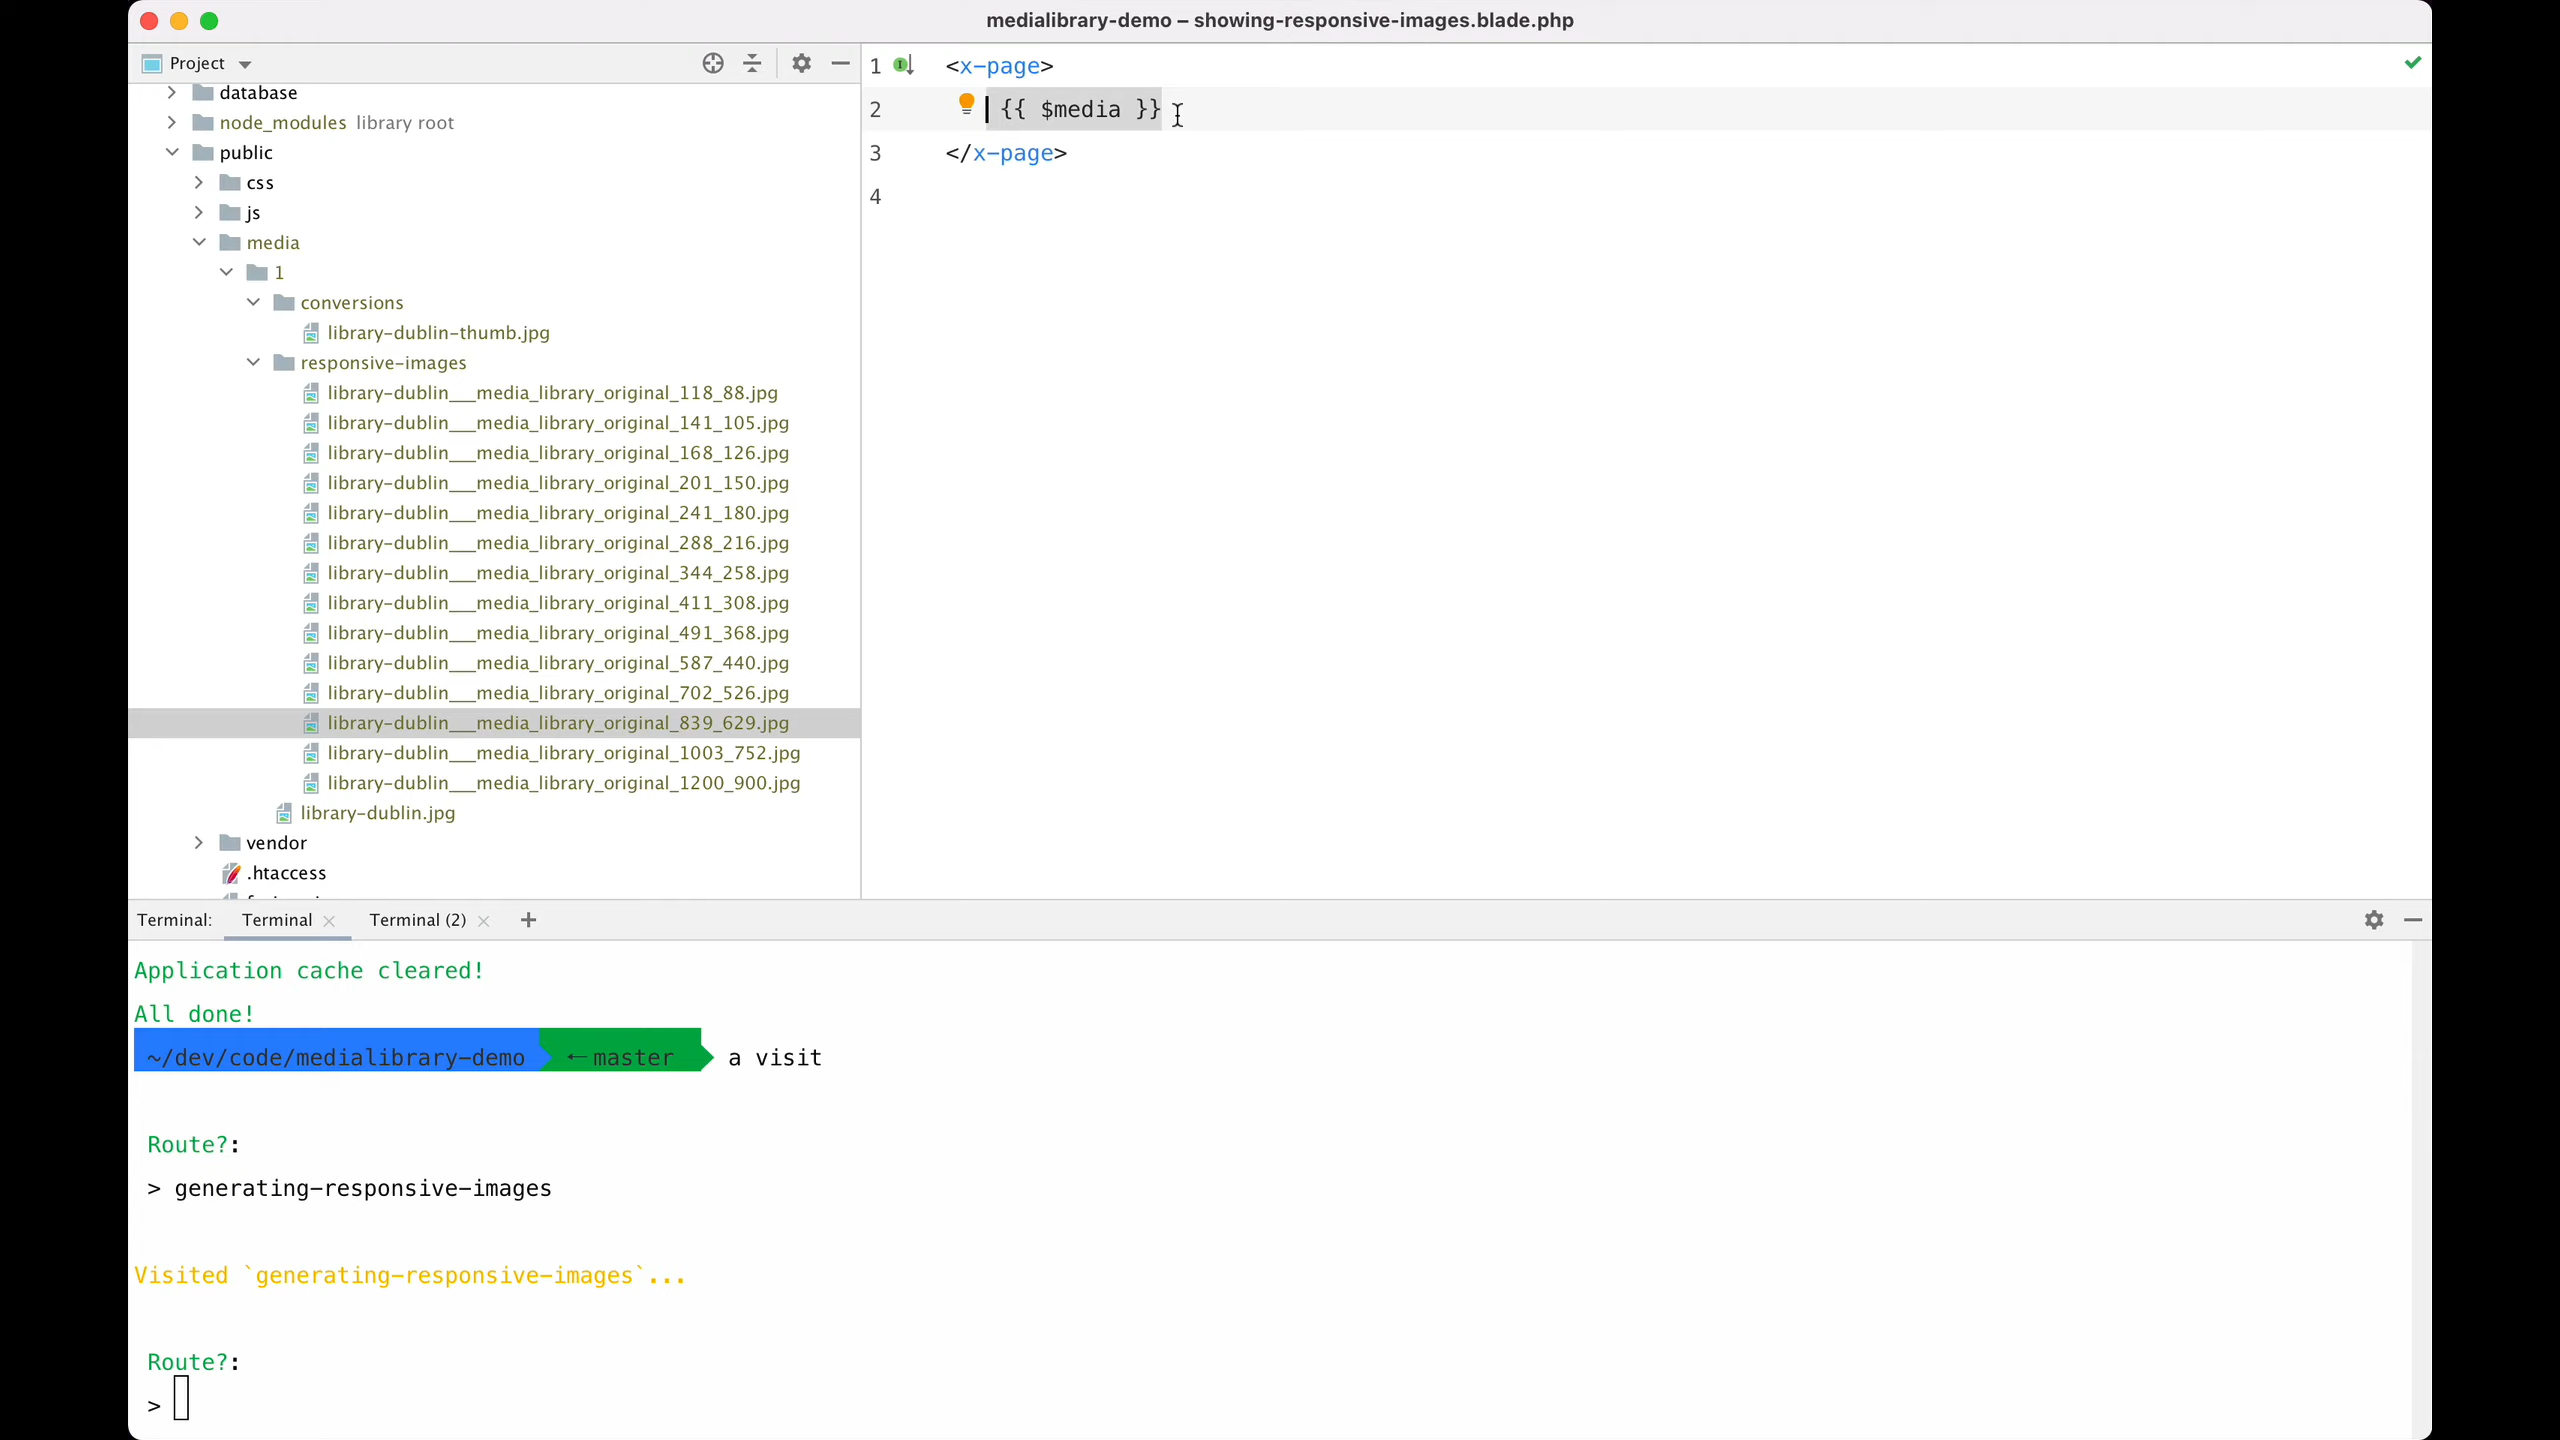 medialibrary-demo – showing-responsive-images.blade.php
Project
database
node_modules library root
public
css
js
media
1
conversions
library-dublin-thumb.jpg
responsive-images
library-dublin___media_library_original_118_88.jpg
library-dublin___media_library_original_141_105.jpg
library-dublin___media_library_original_168_126.jpg
library-dublin___media_library_original_201_150.jpg
library-dublin___media_library_original_241_180.jpg
library-dublin___media_library_original_288_216.jpg
library-dublin___media_library_original_344_258.jpg
library-dublin___media_library_original_411_308.jpg
library-dublin___media_library_original_491_368.jpg
library-dublin___media_library_original_587_440.jpg
library-dublin___media_library_original_702_526.jpg
library-dublin___media_library_original_839_629.jpg
library-dublin___media_library_original_1003_752.jpg
library-dublin___media_library_original_1200_900.jpg
library-dublin.jpg
vendor
.htaccess
1 <x-page>
2 {{ $media }}
3 </x-page>
4
Terminal: Terminal Terminal (2)
Application cache cleared!
All done!
~/dev/code/medialibrary-demo ←master a visit
Route?:
> generating-responsive-images
Visited `generating-responsive-images`...
Route?:
>